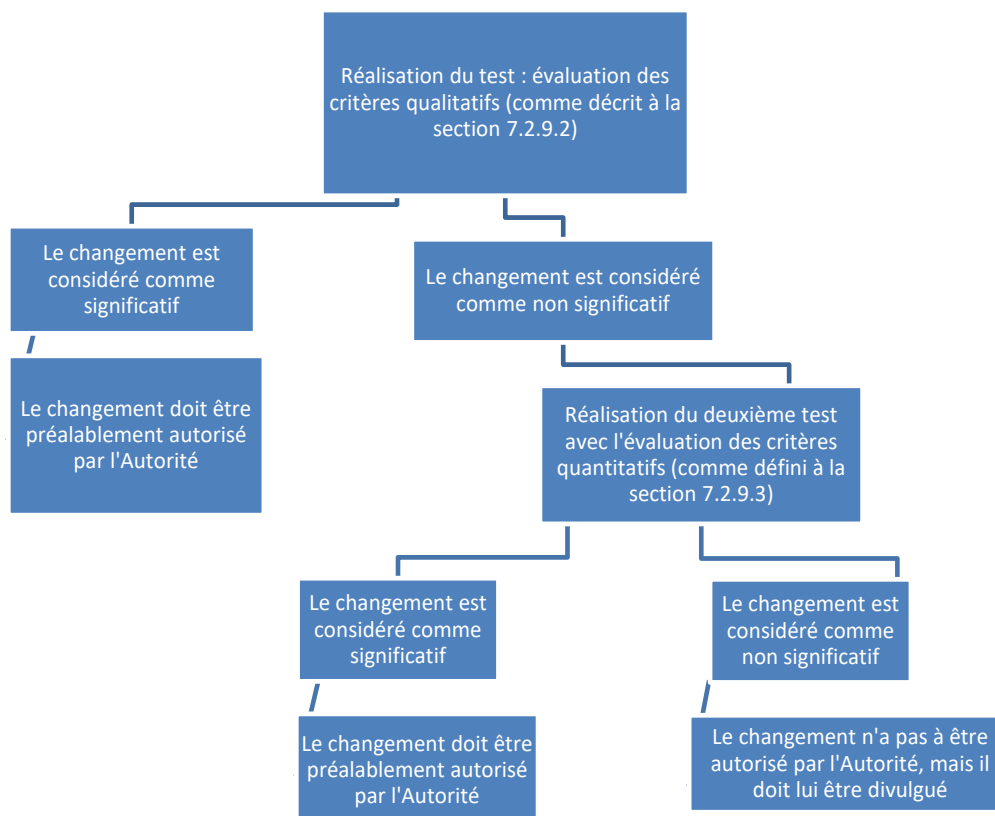 Réalisation du test : évaluation des
critères qualitatifs (comme décrit à la
section 7.2.9.2)
Le changement est
considéré comme
significatif
Le changement est considéré
comme non significatif
Le changement doit être
préalablement autorisé
par l'Autorité
Réalisation du deuxième test
avec l'évaluation des critères
quantitatifs (comme défini à la
section 7.2.9.3)
Le changement est
considéré comme
significatif
Le changement est
considéré comme
non significatif
Le changement doit être
préalablement autorisé
par l'Autorité
Le changement n'a pas à être
autorisé par l'Autorité, mais il
doit lui être divulgué